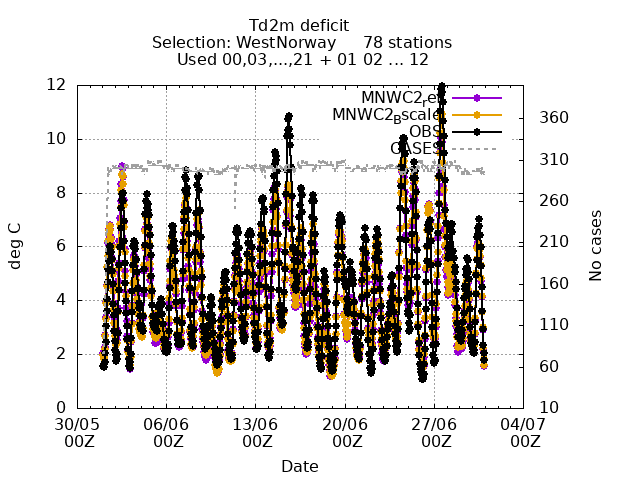 Td2m deficit
Selection: WestNorway 78 stations
Used 00,03,...,21 + 01 02 ... 12
MNWC2ref
MNWC2Bscale
OBS
CASES
12
10
8
6
4
2
0
deg C
360
310
260
210
160
110
60
10
No cases
30/05 06/06 13/06 20/06 27/06 04/07
00Z 00Z 00Z 00Z 00Z 00Z
Date